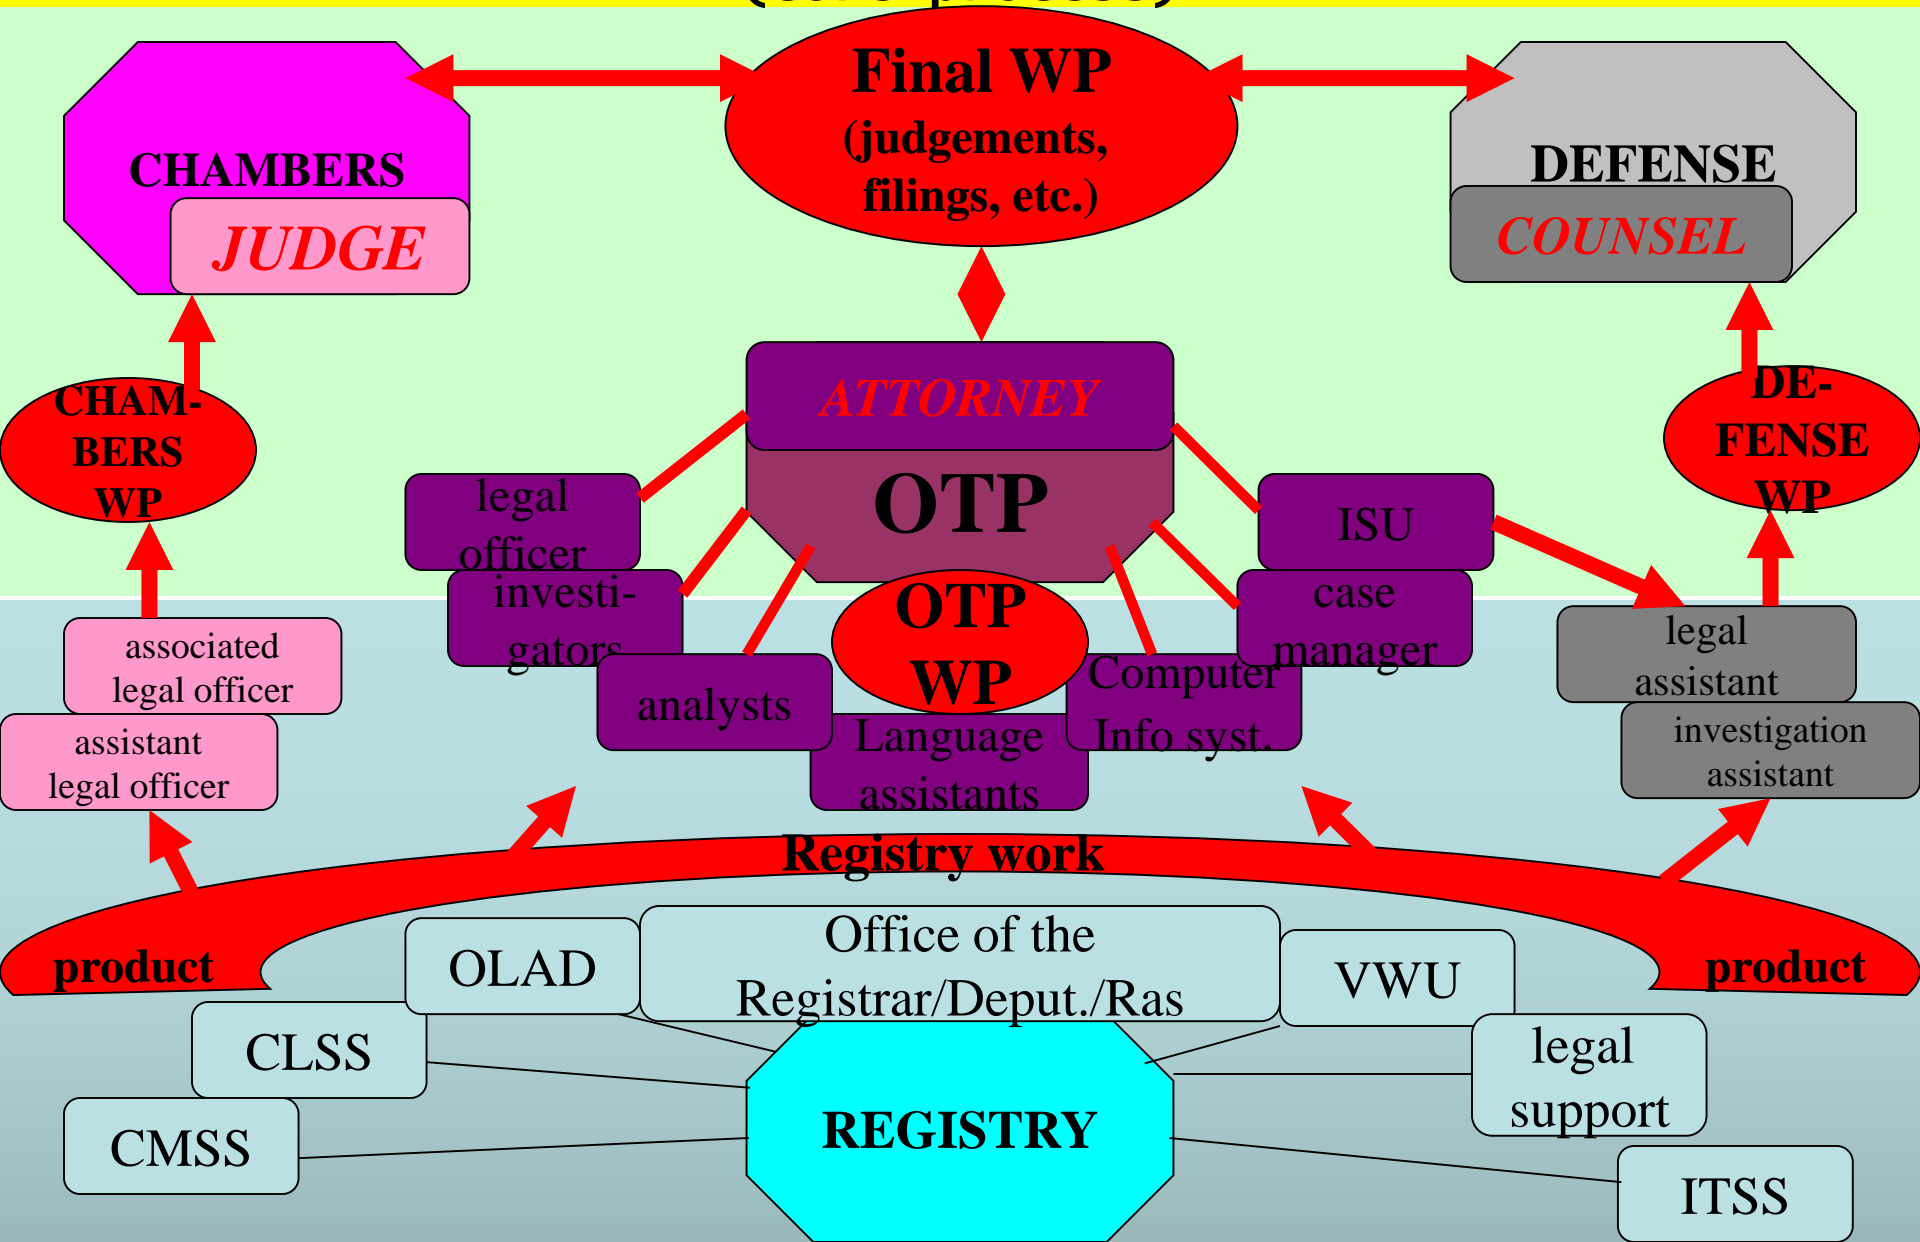 Final WP
(judgements,
filings, etc.)
CHAMBERS
JUDGE
DEFENSE
COUNSEL
ATTORNEY
OTP
CHAM-
BERS
WP
DE-
FENSE
WP
legal
officer
investi-
gators
analysts
OTP
WP
Language
assistants
Computer
Info syst.
case
manager
ISU
associated
legal officer
assistant
legal officer
legal
assistant
investigation
assistant
Registry work
product
product
OLAD
Office of the
Registrar/Deput./Ras
VWU
CLSS
legal
support
CMSS
REGISTRY
ITSS